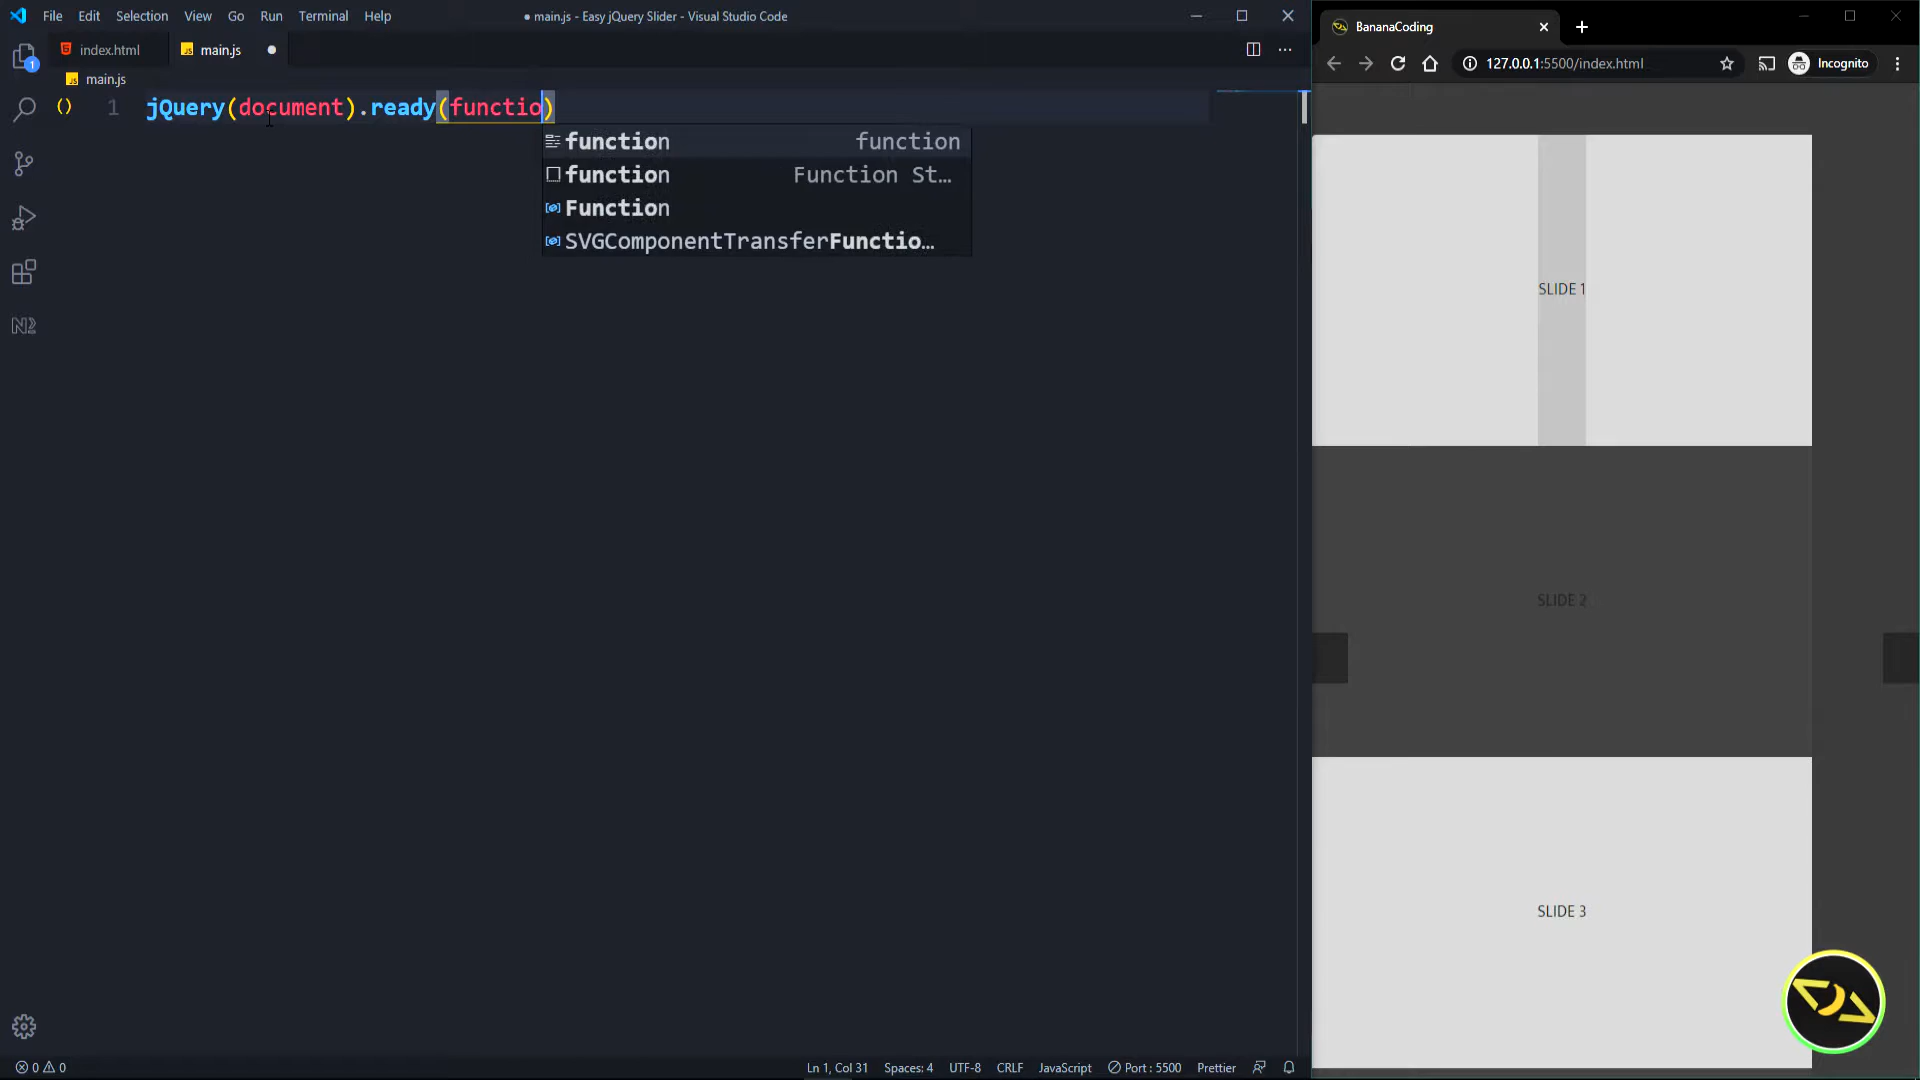 File Edit Selection View Go Run Terminal Help
● main.js - Easy jQuery Slider - Visual Studio Code
index.html
JS main.js ●
JS main.js
1 jQuery(document).ready(functio)
function function
function Function St...
Function
SVGComponentTransferFunctio...
0 0
Ln 1, Col 31 Spaces: 4 UTF-8 CRLF JavaScript Port : 5500 Prettier
BananaCoding
127.0.0.1:5500/index.html
Incognito
SLIDE 1
SLIDE 2
SLIDE 3